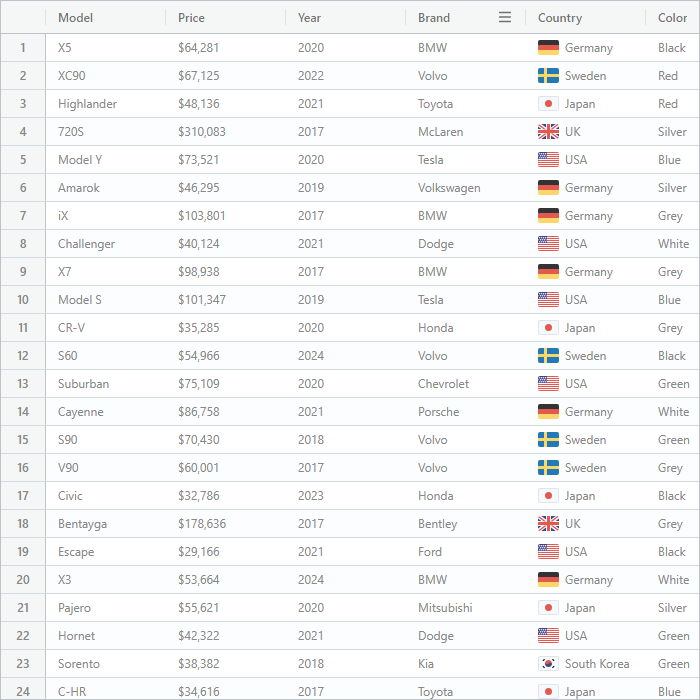 Model Price Year Brand Country Color
1 X5 $64,281 2020 BMW Germany Black
2 XC90 $67,125 2022 Volvo Sweden Red
3 Highlander $48,136 2021 Toyota Japan Red
4 720S $310,083 2017 McLaren UK Silver
5 Model Y $73,521 2020 Tesla USA Blue
6 Amarok $46,295 2019 Volkswagen Germany Silver
7 iX $103,801 2017 BMW Germany Grey
8 Challenger $40,124 2021 Dodge USA White
9 X7 $98,938 2017 BMW Germany Grey
10 Model S $101,347 2019 Tesla USA Blue
11 CR-V $35,285 2020 Honda Japan Grey
12 S60 $54,966 2024 Volvo Sweden Black
13 Suburban $75,109 2020 Chevrolet USA Green
14 Cayenne $86,758 2021 Porsche Germany White
15 S90 $70,430 2018 Volvo Sweden Green
16 V90 $60,001 2017 Volvo Sweden Grey
17 Civic $32,786 2023 Honda Japan Black
18 Bentayga $178,636 2017 Bentley UK Grey
19 Escape $29,166 2021 Ford USA Black
20 X3 $53,664 2024 BMW Germany White
21 Pajero $55,621 2020 Mitsubishi Japan Silver
22 Hornet $42,322 2021 Dodge USA Green
23 Sorento $38,382 2018 Kia South Korea Green
24 C-HR $34,616 2017 Toyota Japan Blue